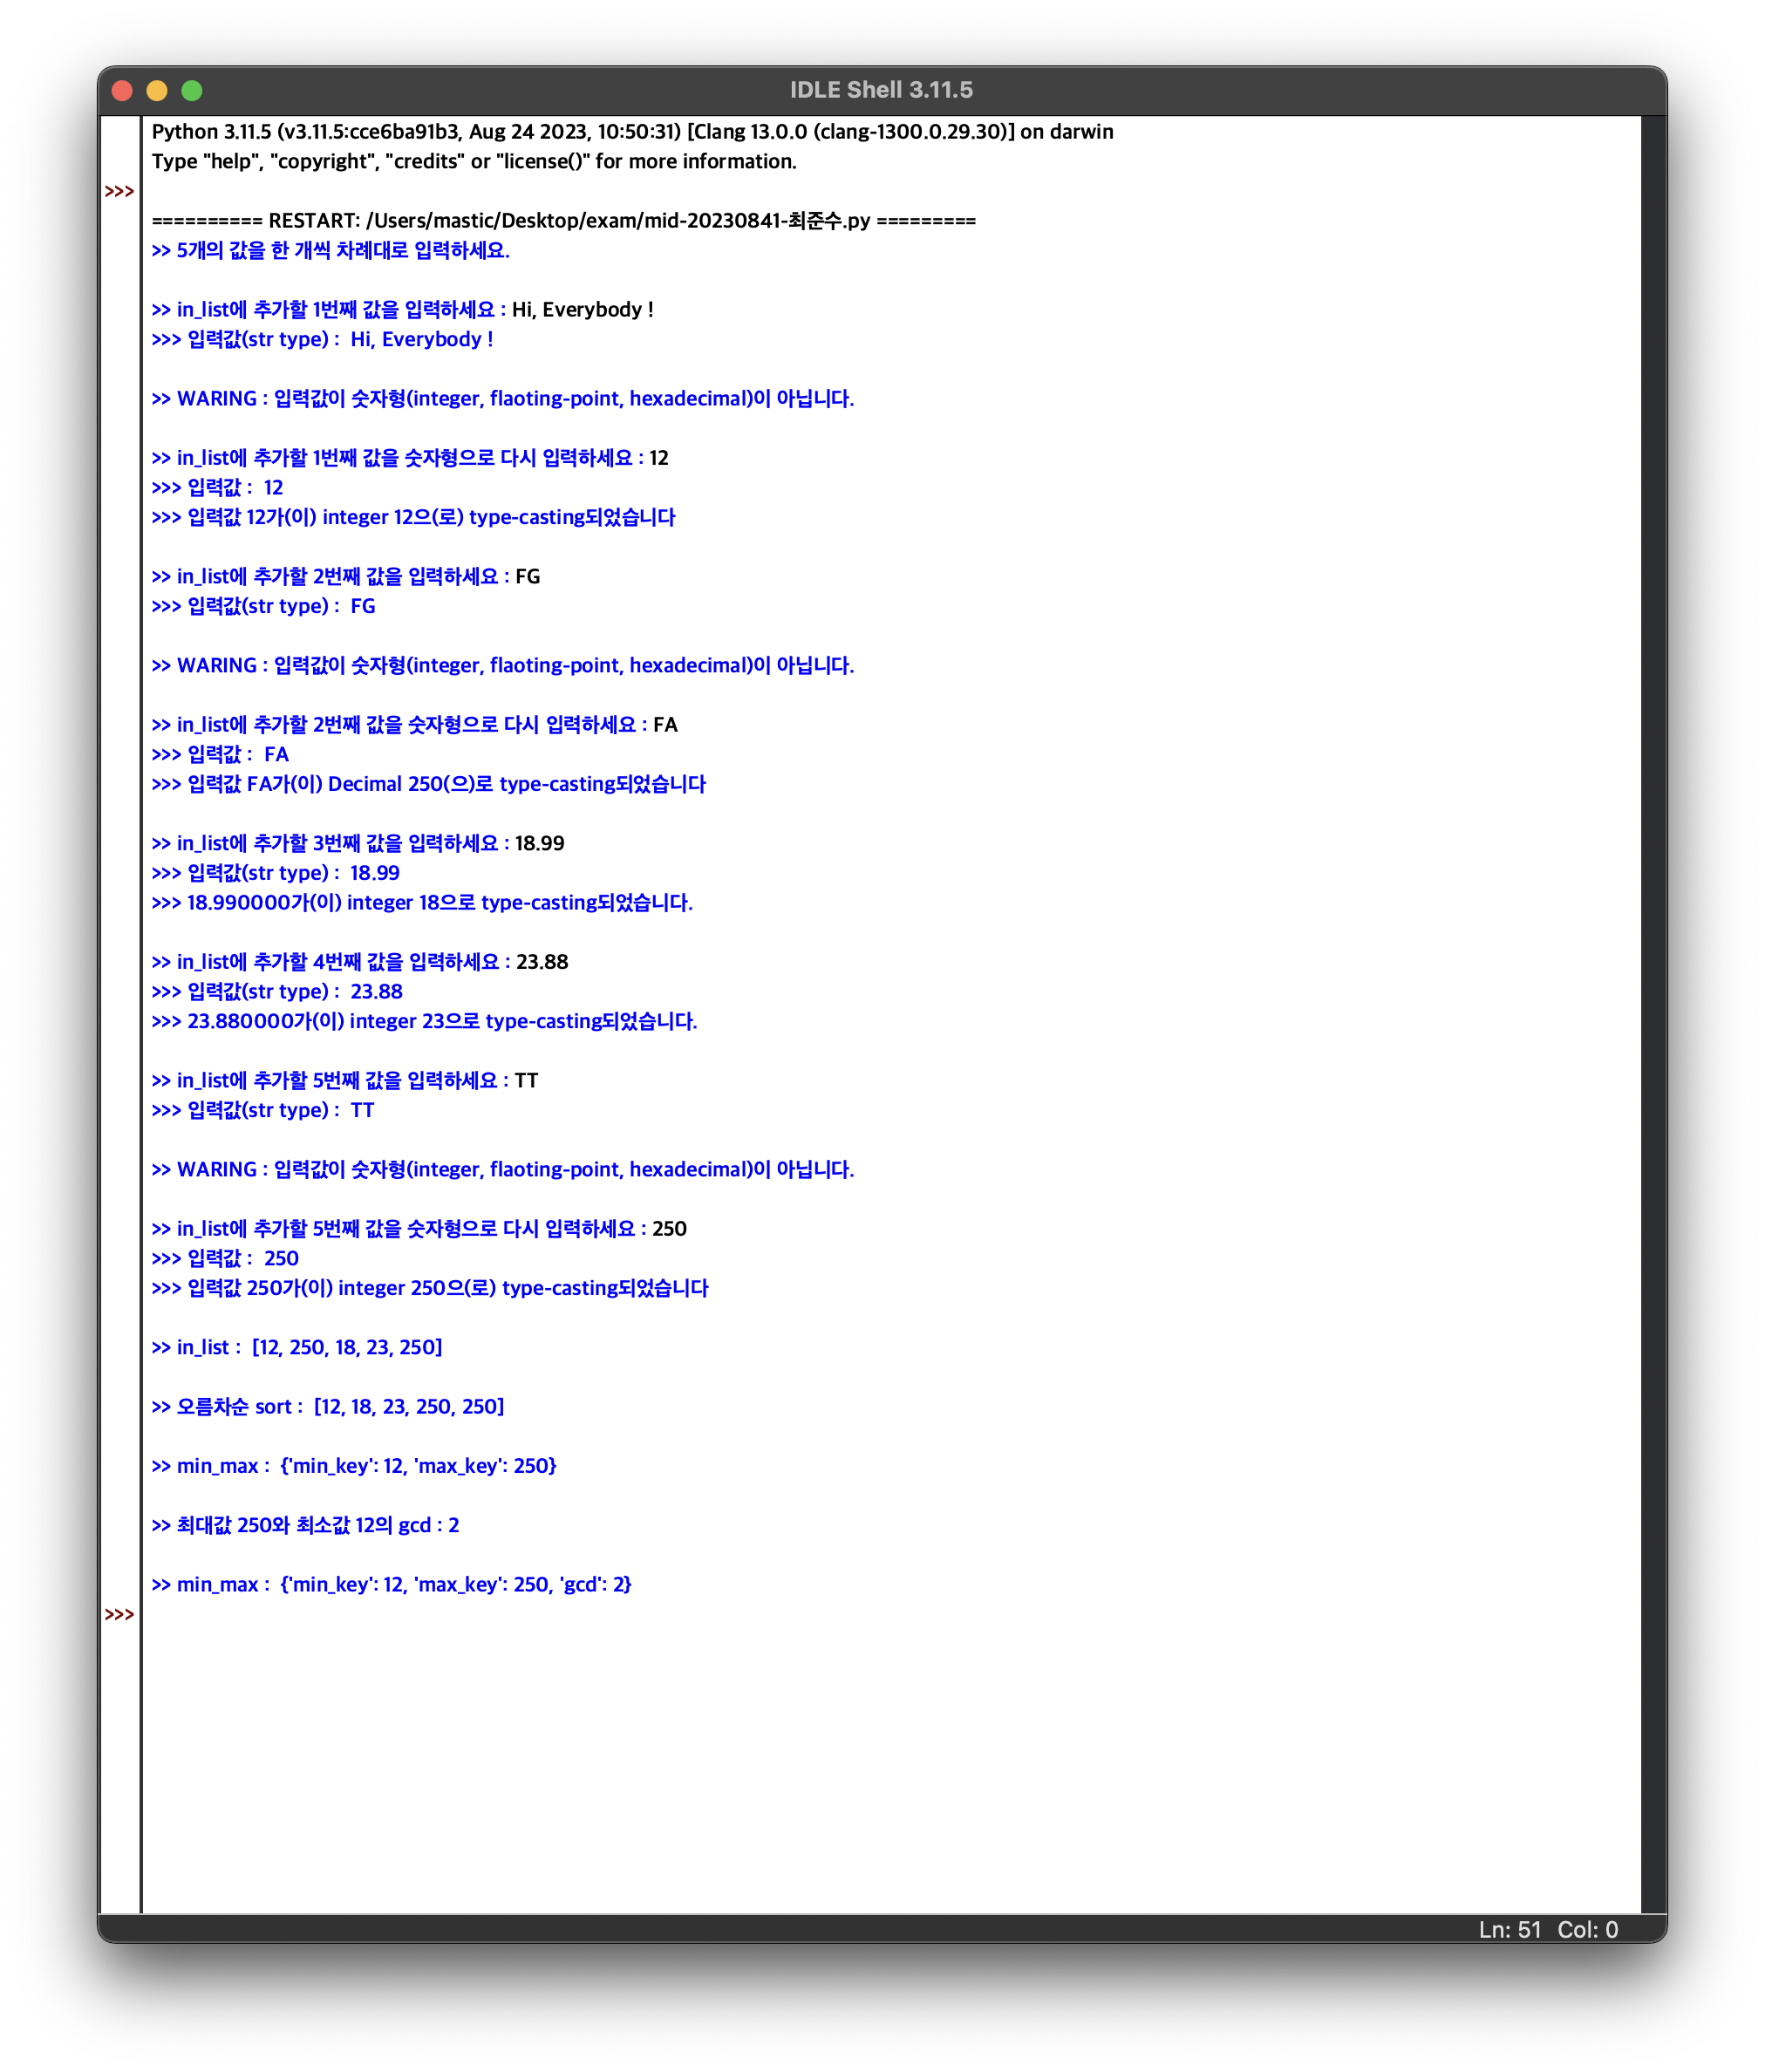 IDLE Shell 3.11.5
Python 3.11.5 (v3.11.5:cce6ba91b3, Aug 24 2023, 10:50:31) [Clang 13.0.0 (clang-1300.0.29.30)] on darwin
Type "help", "copyright", "credits" or "license()" for more information.
>>>
========== RESTART: /Users/mastic/Desktop/exam/mid-20230841-최준수.py =========
>> 5개의 값을 한 개씩 차례대로 입력하세요.
>> in_list에 추가할 1번째 값을 입력하세요 : Hi, Everybody !
>>> 입력값(str type) :  Hi, Everybody !
>> WARING : 입력값이 숫자형(integer, flaoting-point, hexadecimal)이 아닙니다.
>> in_list에 추가할 1번째 값을 숫자형으로 다시 입력하세요 : 12
>>> 입력값 :  12
>>> 입력값 12가(이) integer 12으(로) type-casting되었습니다
>> in_list에 추가할 2번째 값을 입력하세요 : FG
>>> 입력값(str type) :  FG
>> WARING : 입력값이 숫자형(integer, flaoting-point, hexadecimal)이 아닙니다.
>> in_list에 추가할 2번째 값을 숫자형으로 다시 입력하세요 : FA
>>> 입력값 :  FA
>>> 입력값 FA가(이) Decimal 250(으)로 type-casting되었습니다
>> in_list에 추가할 3번째 값을 입력하세요 : 18.99
>>> 입력값(str type) :  18.99
>>> 18.990000가(이) integer 18으로 type-casting되었습니다.
>> in_list에 추가할 4번째 값을 입력하세요 : 23.88
>>> 입력값(str type) :  23.88
>>> 23.880000가(이) integer 23으로 type-casting되었습니다.
>> in_list에 추가할 5번째 값을 입력하세요 : TT
>>> 입력값(str type) :  TT
>> WARING : 입력값이 숫자형(integer, flaoting-point, hexadecimal)이 아닙니다.
>> in_list에 추가할 5번째 값을 숫자형으로 다시 입력하세요 : 250
>>> 입력값 :  250
>>> 입력값 250가(이) integer 250으(로) type-casting되었습니다
>> in_list :  [12, 250, 18, 23, 250]
>> 오름차순 sort :  [12, 18, 23, 250, 250]
>> min_max :  {'min_key': 12, 'max_key': 250}
>> 최대값 250와 최소값 12의 gcd : 2
>> min_max :  {'min_key': 12, 'max_key': 250, 'gcd': 2}
>>>
Ln: 51  Col: 0